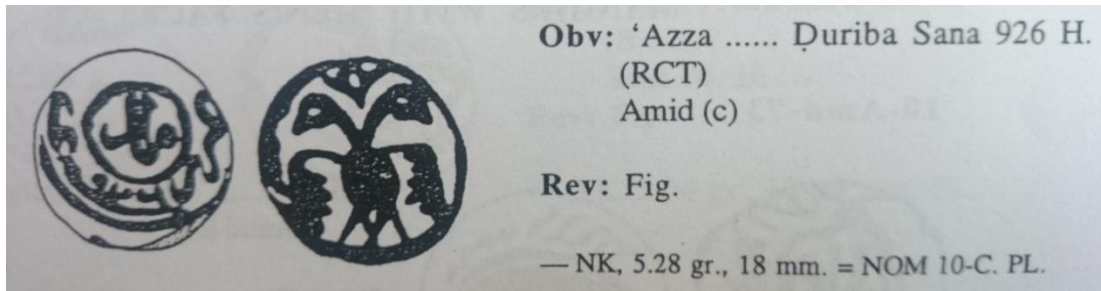 Obv: ‘Azza ...... Ḍuriba Sana 926 H.
(RCT)
Amid (c)
Rev: Fig.
— NK, 5.28 gr., 18 mm. = NOM 10-C. PL.